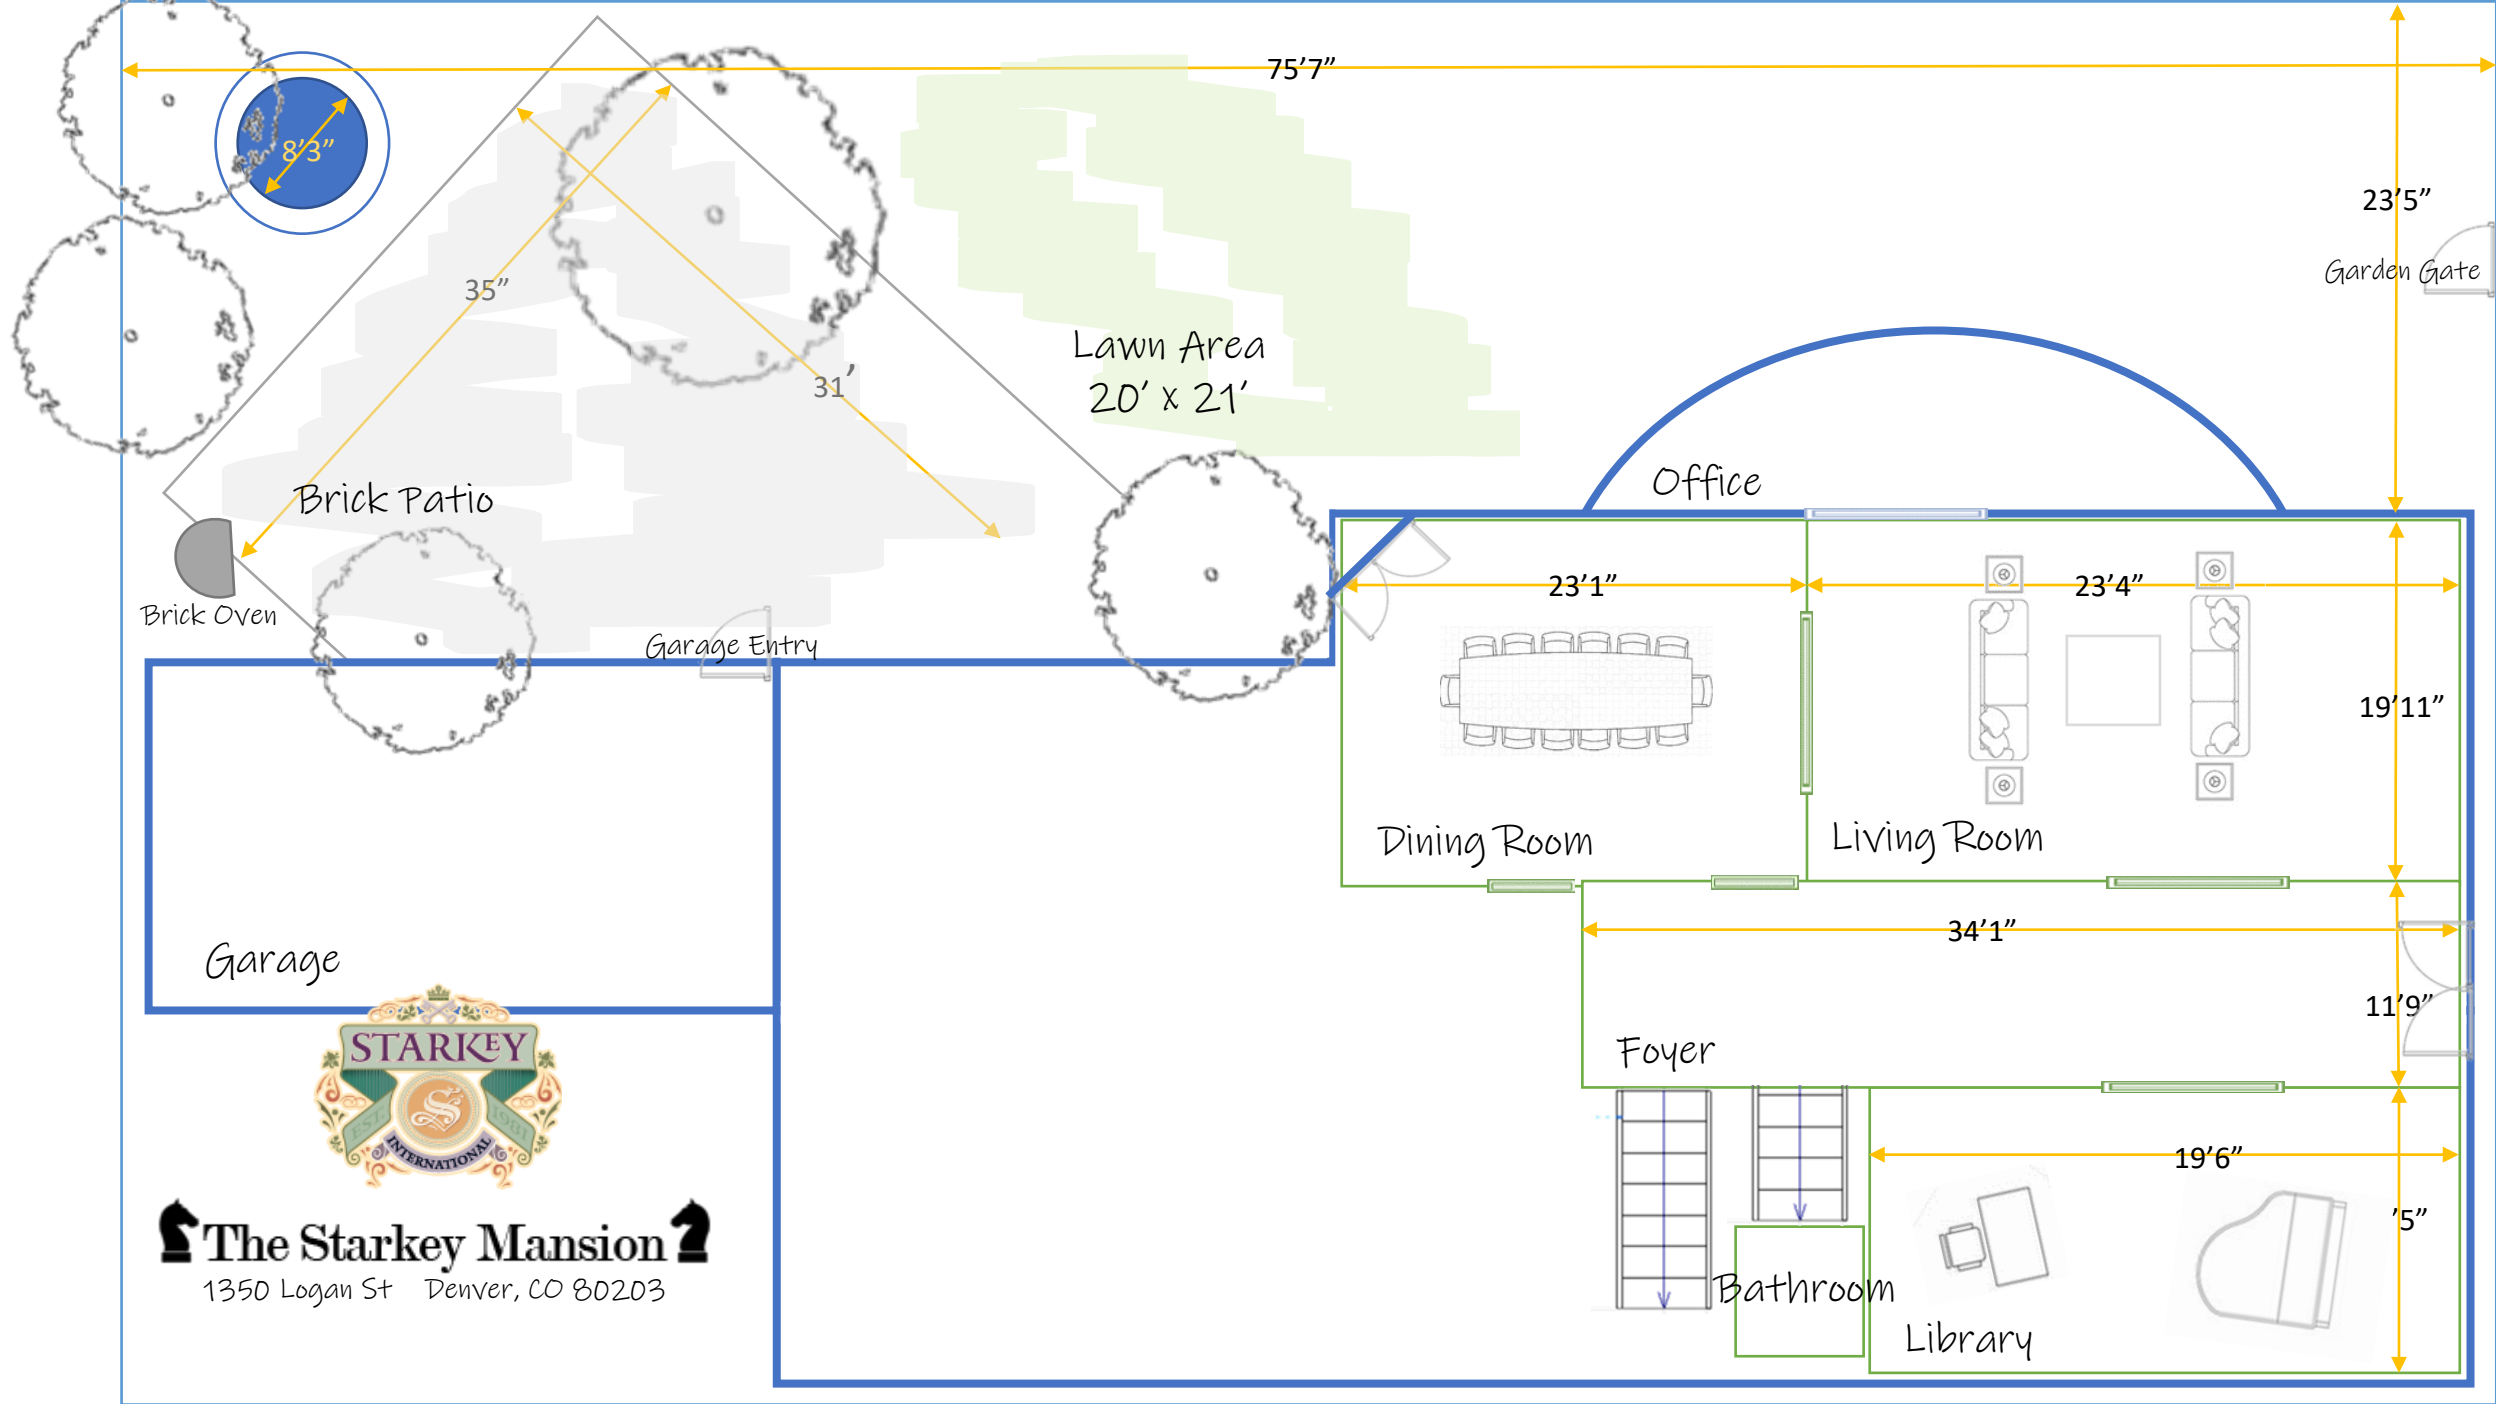 75’7”
8’3”
23’5”
Garden Gate
35”
31’
Lawn Area
20’ x 21’
Office
Brick Patio
Brick Oven
Garage Entry
23’1”
23’4”
19’11”
Dining Room
Living Room
34’1”
Garage
11’9”
Foyer
STARKEY
S
EST. 1981
INTERNATIONAL
19’6”
’5”
The Starkey Mansion
1350 Logan St Denver, CO 80203
Bathroom
Library